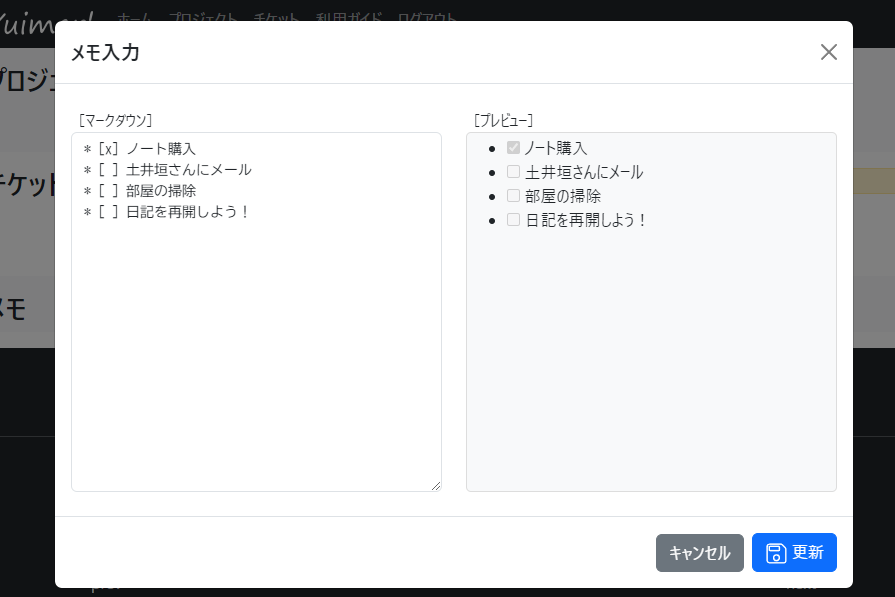 ホーム プロジェクト チケット 利用ガイド ログアウト
メモ入力
[マークダウン]
* [x] ノート購入
* [ ] 土井垣さんにメール
* [ ] 部屋の掃除
* [ ] 日記を再開しよう！
[プレビュー]
ノート購入
土井垣さんにメール
部屋の掃除
日記を再開しよう！
チケット
メモ
キャンセル
更新